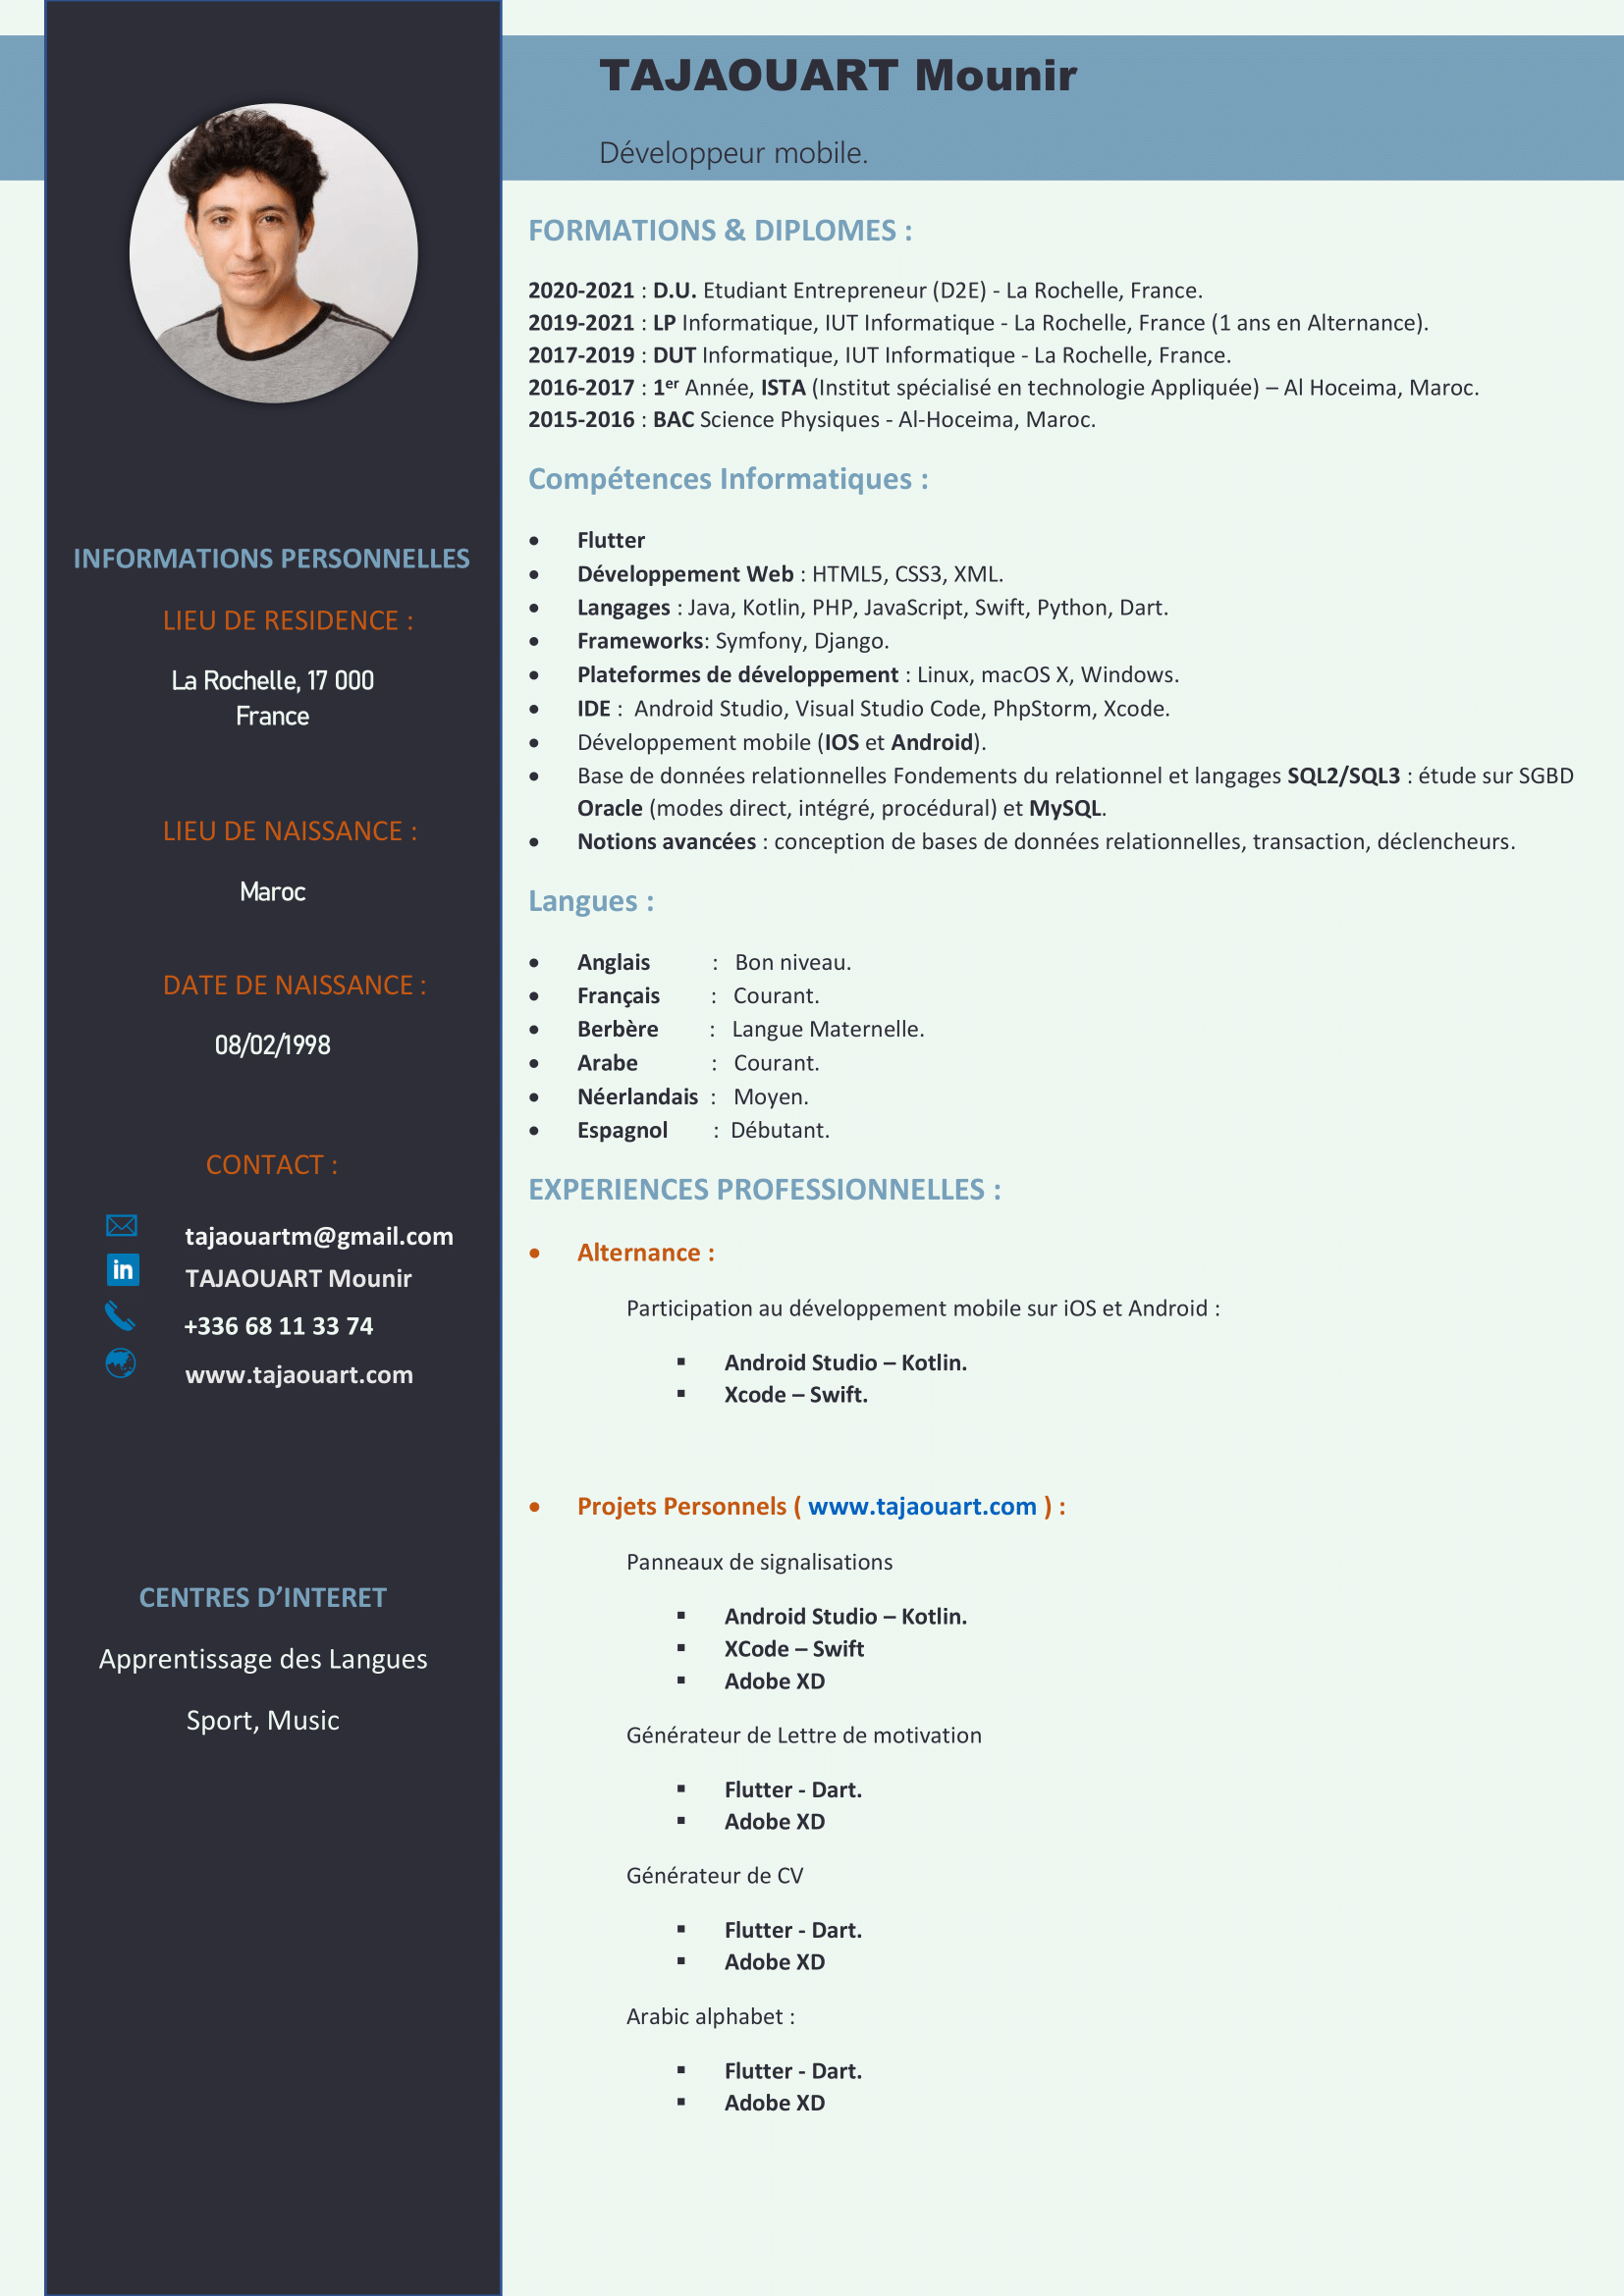 TAJAOUART Mounir
Développeur mobile.
INFORMATIONS PERSONNELLES
LIEU DE RESIDENCE :
La Rochelle, 17 000
France
LIEU DE NAISSANCE :
Maroc
DATE DE NAISSANCE :
08/02/1998
CONTACT :
tajaouartm@gmail.com
in
TAJAOUART Mounir
+336 68 11 33 74
www.tajaouart.com
CENTRES D’INTERET
Apprentissage des Langues
Sport, Music
FORMATIONS & DIPLOMES :
2020-2021 : D.U. Etudiant Entrepreneur (D2E) - La Rochelle, France.
2019-2021 : LP Informatique, IUT Informatique - La Rochelle, France (1 ans en Alternance).
2017-2019 : DUT Informatique, IUT Informatique - La Rochelle, France.
2016-2017 : 1er Année, ISTA (Institut spécialisé en technologie Appliquée) – Al Hoceima, Maroc.
2015-2016 : BAC Science Physiques - Al-Hoceima, Maroc.
Compétences Informatiques :
• Flutter
• Développement Web : HTML5, CSS3, XML.
• Langages : Java, Kotlin, PHP, JavaScript, Swift, Python, Dart.
• Frameworks: Symfony, Django.
• Plateformes de développement : Linux, macOS X, Windows.
• IDE : Android Studio, Visual Studio Code, PhpStorm, Xcode.
• Développement mobile (IOS et Android).
• Base de données relationnelles Fondements du relationnel et langages SQL2/SQL3 : étude sur SGBD
Oracle (modes direct, intégré, procédural) et MySQL.
• Notions avancées : conception de bases de données relationnelles, transaction, déclencheurs.
Langues :
• Anglais : Bon niveau.
• Français : Courant.
• Berbère : Langue Maternelle.
• Arabe : Courant.
• Néerlandais : Moyen.
• Espagnol : Débutant.
EXPERIENCES PROFESSIONNELLES :
• Alternance :
Participation au développement mobile sur iOS et Android :
▪ Android Studio – Kotlin.
▪ Xcode – Swift.
• Projets Personnels ( www.tajaouart.com ) :
Panneaux de signalisations
▪ Android Studio – Kotlin.
▪ XCode – Swift
▪ Adobe XD
Générateur de Lettre de motivation
▪ Flutter - Dart.
▪ Adobe XD
Générateur de CV
▪ Flutter - Dart.
▪ Adobe XD
Arabic alphabet :
▪ Flutter - Dart.
▪ Adobe XD